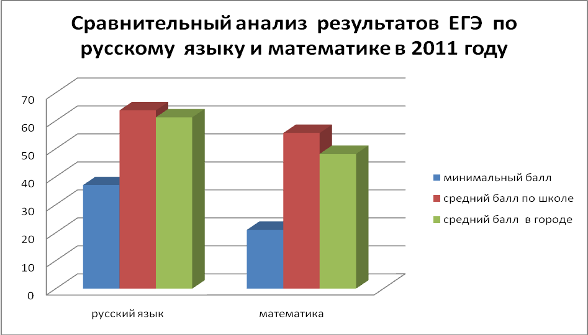 Сравнительный анализ результатов ЕГЭ по
русскому языку и математике в 2011 году
70
60
50
40
30
20
10
0
русский язык
математика
минимальный балл
средний балл по школе
средний балл в городе